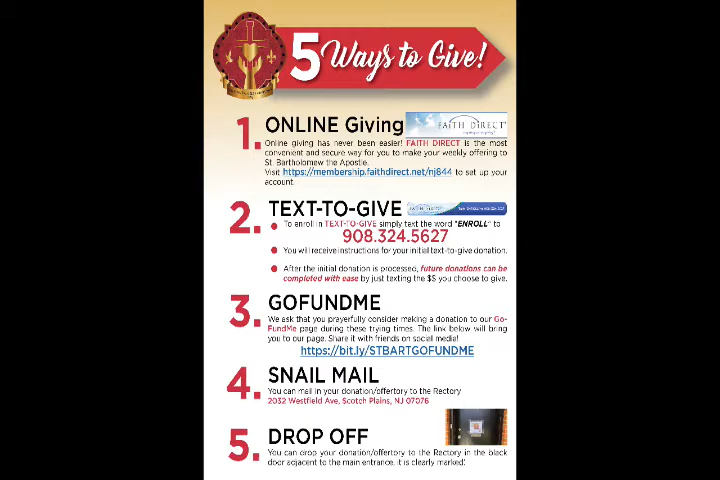 5 Ways to Give!
1. ONLINE Giving
FAITH DIRECT
Online giving has never been easier! FAITH DIRECT is the most
convenient and secure way for you to make your weekly offering to
St. Bartholomew the Apostle.
Visit https://membership.faithdirect.net/nj844 to set up your
account.
2. TEXT-TO-GIVE
FAITH DIRECT
To enroll in TEXT-TO-GIVE simply text the word "ENROLL" to
908.324.5627
You will receive instructions for your initial text-to-give donation.
After the initial donation is processed, future donations can be
completed with ease by just texting the $$ you choose to give.
3. GOFUNDME
We ask that you prayerfully consider making a donation to our Go-
FundMe page during these trying times. The link below will bring
you to our page. Share it with friends on social media!
https://bit.ly/STBARTGOFUNDME
4. SNAIL MAIL
You can mail in your donation/offertory to the Rectory
2032 Westfield Ave, Scotch Plains, NJ 07076
5. DROP OFF
You can drop your donation/offertory to the Rectory in the black
door adjacent to the main entrance, it is clearly marked!